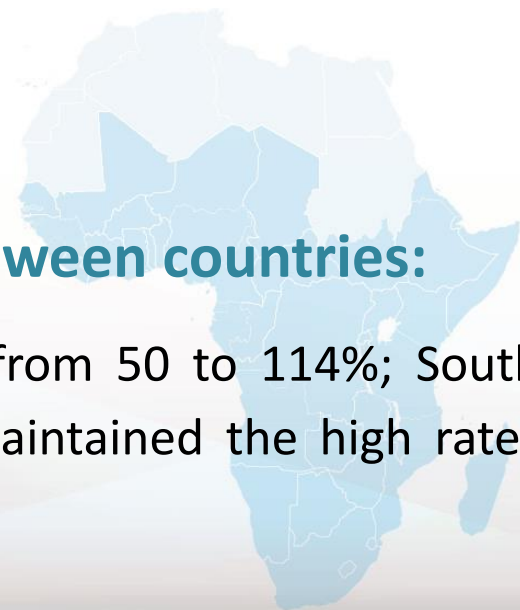 ween countries:
from 50 to 114%; South
aintained the high rate